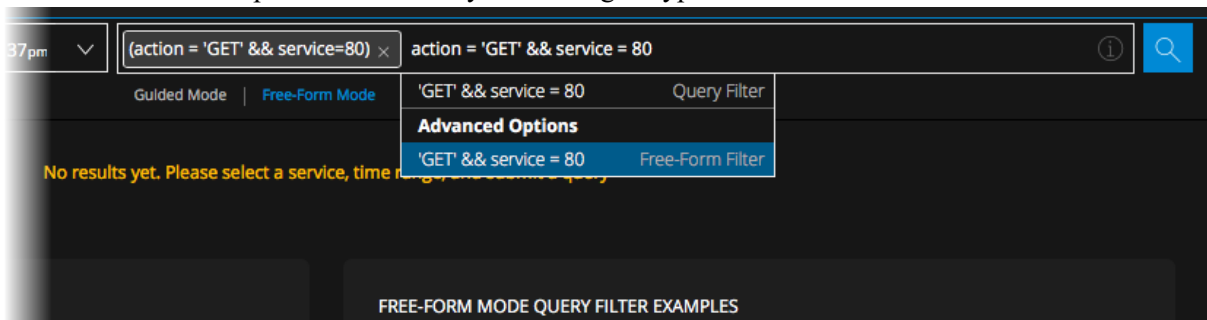 37pm (action = 'GET' && service=80) × action = 'GET' && service = 80
Guided Mode | Free-Form Mode
'GET' && service = 80 Query Filter
Advanced Options
'GET' && service = 80 Free-Form Filter
No results yet. Please select a service, time
FREE-FORM MODE QUERY FILTER EXAMPLES